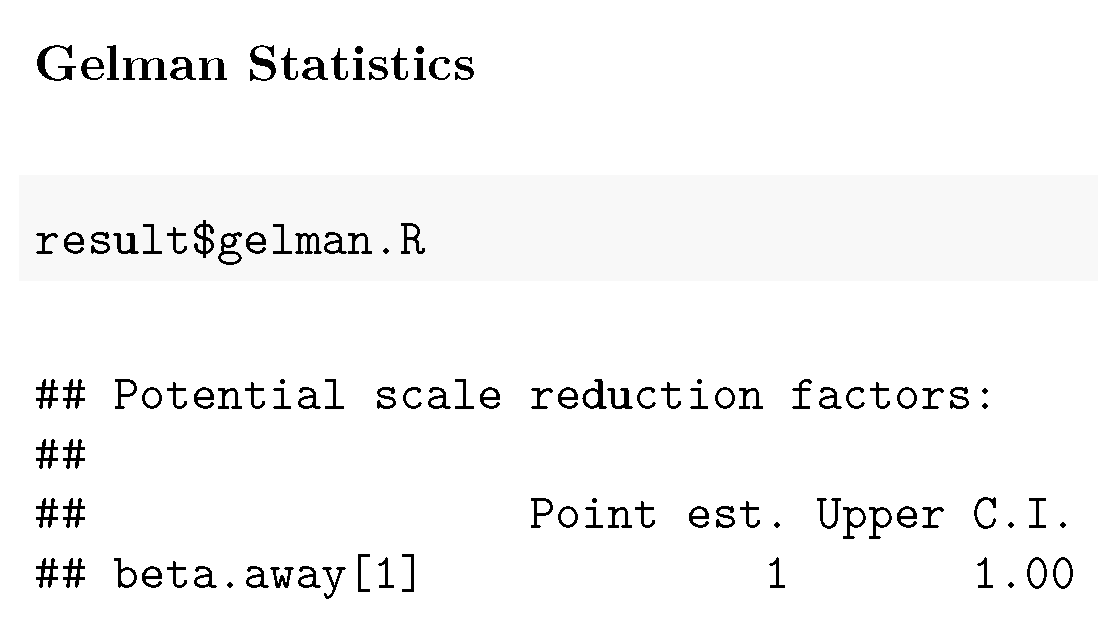 Gelman Statistics
result$gelman.R
## Potential scale reduction factors:
##
## Point est. Upper C.I.
## beta.away[1] 1 1.00